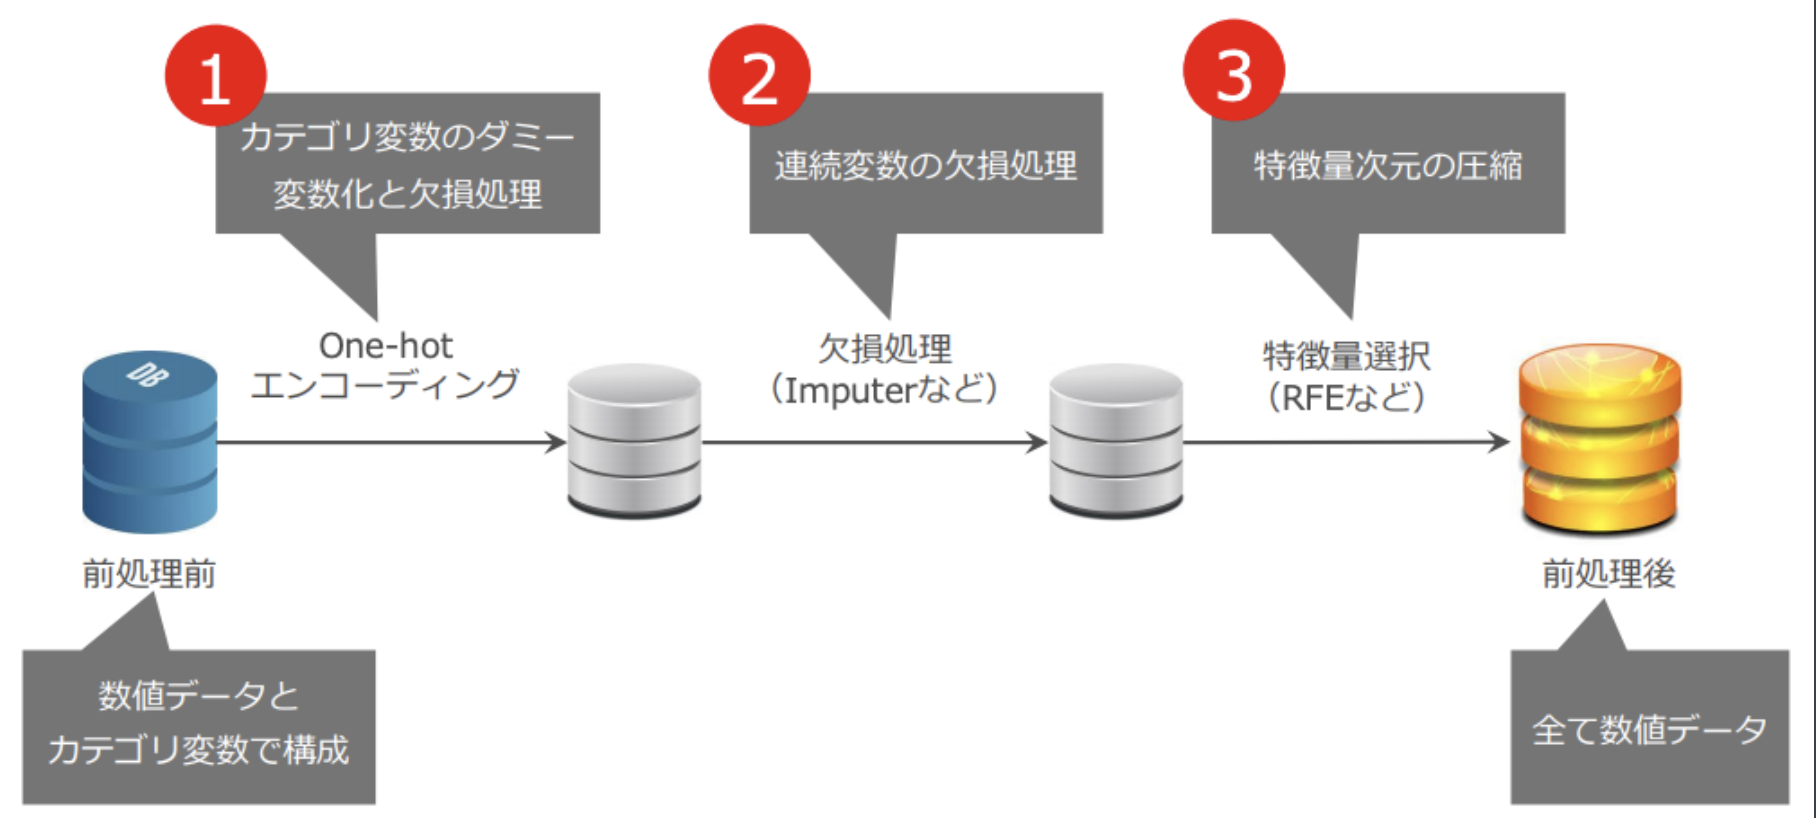 1
カテゴリ変数のダミー
変数化と欠損処理
2
連続変数の欠損処理
3
特徴量次元の圧縮
One-hot
エンコーディング
欠損処理
（Imputerなど）
特徴量選択
（RFEなど）
DB
前処理前
前処理後
数値データと
カテゴリ変数で構成
全て数値データ